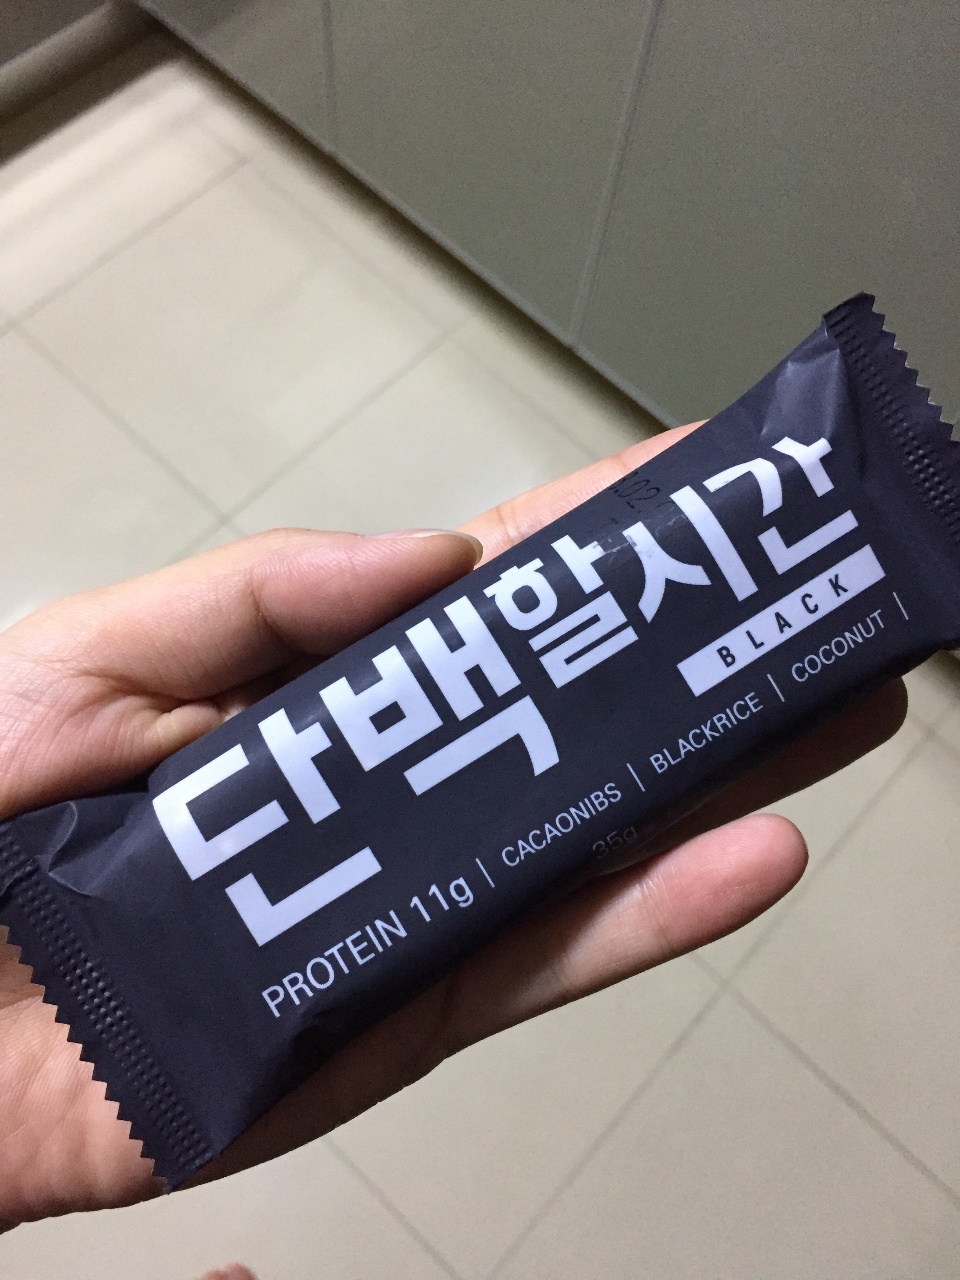 단백할시간
BLACK
PROTEIN 11g | CACAONIBS | BLACKRICE | COCONUT |
35g